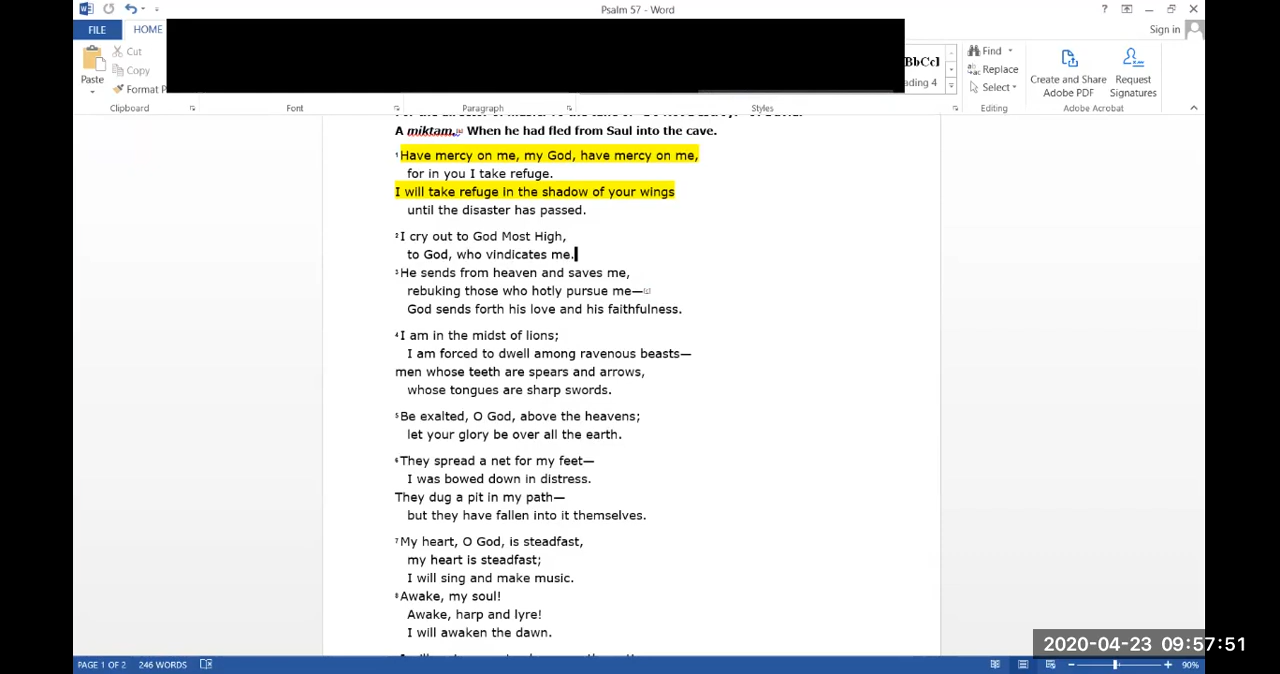 Psalm 57 - Word
Sign in
FILE HOME
Paste
Cut
Copy
Format P
BbCcI
ading 4
Find
Replace
Select
Create and Share Adobe PDF
Request Signatures
Clipboard Font Paragraph Styles Editing Adobe Acrobat
A miktam.[a] When he had fled from Saul into the cave.
1 Have mercy on me, my God, have mercy on me,
for in you I take refuge.
I will take refuge in the shadow of your wings
until the disaster has passed.
2 I cry out to God Most High,
to God, who vindicates me.
3 He sends from heaven and saves me,
rebuking those who hotly pursue me—[c]
God sends forth his love and his faithfulness.
4 I am in the midst of lions;
I am forced to dwell among ravenous beasts—
men whose teeth are spears and arrows,
whose tongues are sharp swords.
5 Be exalted, O God, above the heavens;
let your glory be over all the earth.
6 They spread a net for my feet—
I was bowed down in distress.
They dug a pit in my path—
but they have fallen into it themselves.
7 My heart, O God, is steadfast,
my heart is steadfast;
I will sing and make music.
8 Awake, my soul!
Awake, harp and lyre!
I will awaken the dawn.
2020-04-23 09:57:51
PAGE 1 OF 2 246 WORDS 90%